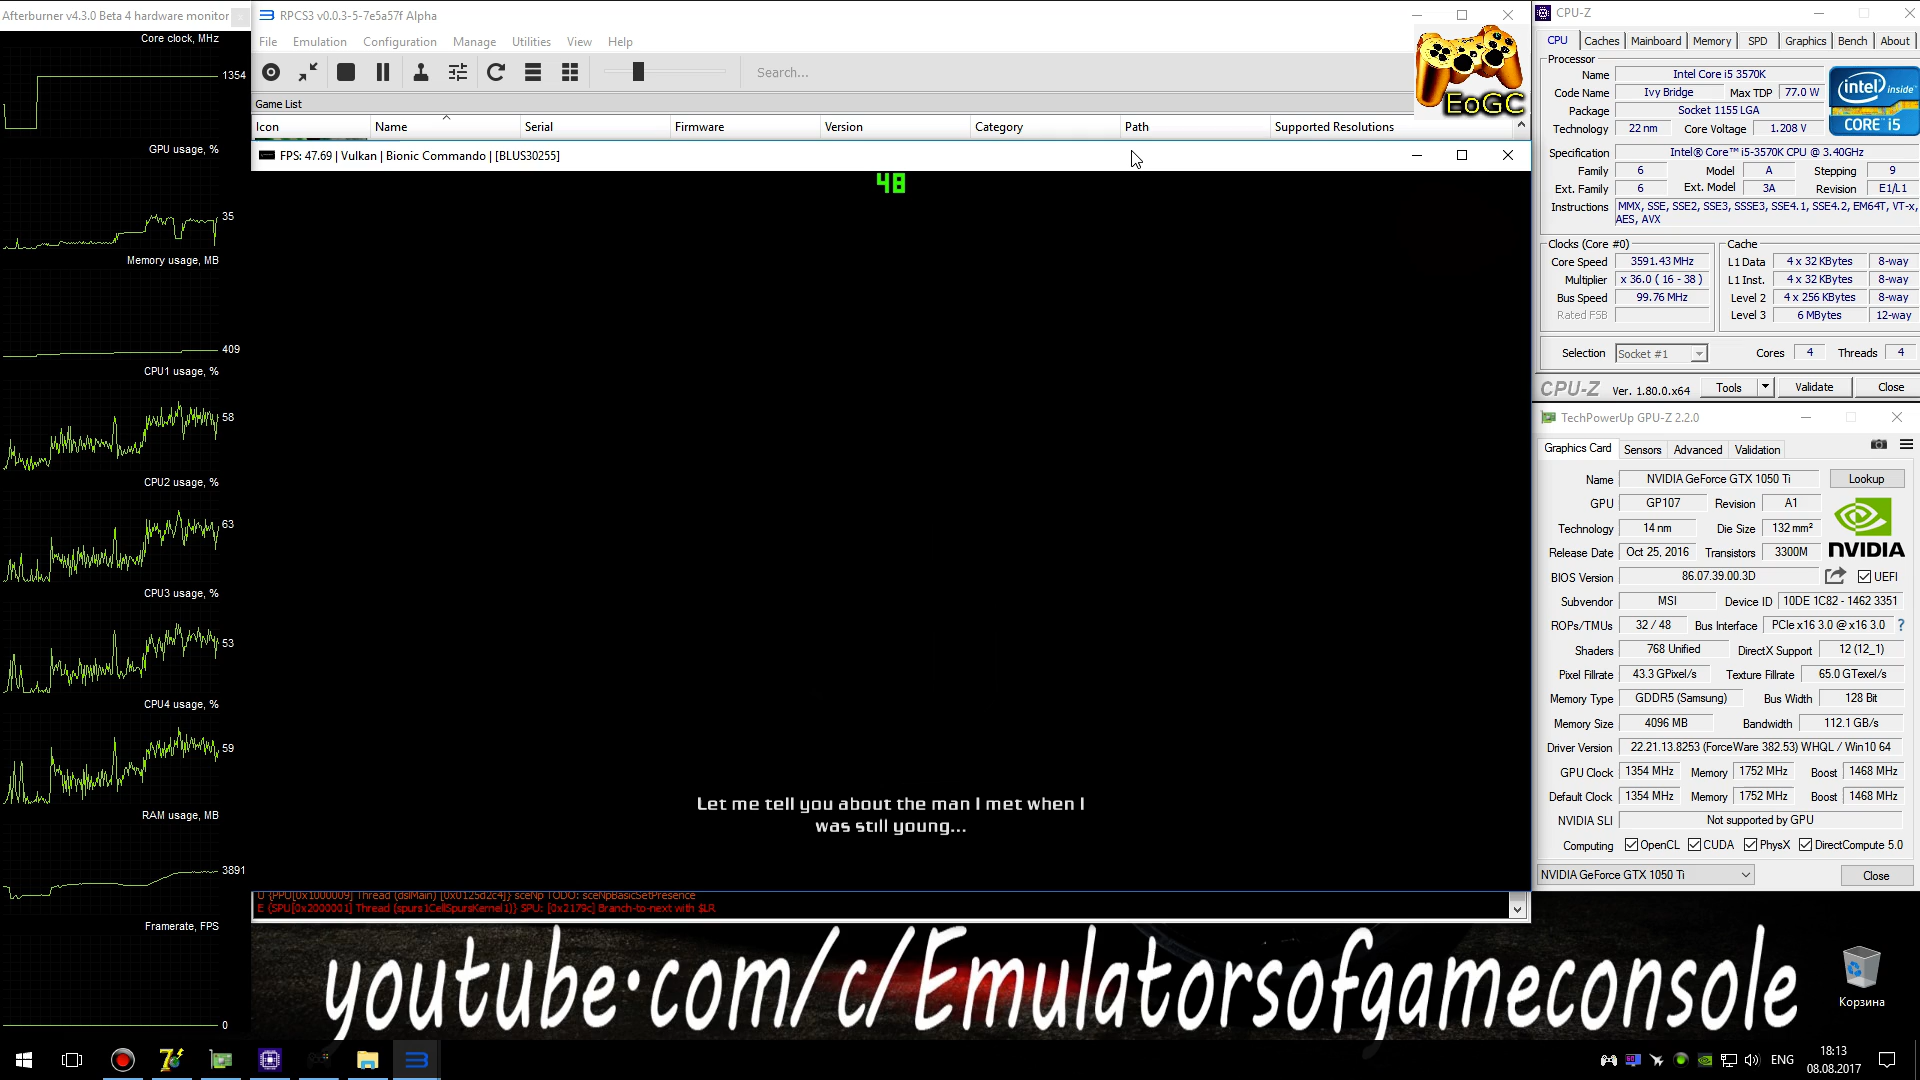 Afterburner v4.3.0 Beta 4 hardware monitor
Core clock, MHz
1354
GPU usage, %
35
Memory usage, MB
409
CPU1 usage, %
58
CPU2 usage, %
63
CPU3 usage, %
53
CPU4 usage, %
59
RAM usage, MB
3891
Framerate, FPS
0
RPCS3 v0.0.3-5-7e5a57f Alpha
File Emulation Configuration Manage Utilities View Help
Search...
EoGC
Game List
Icon Name Serial Firmware Version Category Path Supported Resolutions
FPS: 47.69 | Vulkan | Bionic Commando | [BLUS30255]
48
Let me tell you about the man I met when I
was still young...
U {PPU[0x1000009] Thread (dslMain) [0x0125d2c4]} sceNp TODO: sceNpBasicSetPresence
E {SPU[0x2000001] Thread (spurs1CellSpursKernel1)} SPU: [0x2179c] Branch-to-next with $LR
CPU-Z
CPU Caches Mainboard Memory SPD Graphics Bench About
Processor
Name Intel Core i5 3570K
Code Name Ivy Bridge Max TDP 77.0 W
Package Socket 1155 LGA
Technology 22 nm Core Voltage 1.208 V
intel inside
CORE i5
Specification Intel® Core™ i5-3570K CPU @ 3.40GHz
Family 6 Model A Stepping 9
Ext. Family 6 Ext. Model 3A Revision E1/L1
Instructions MMX, SSE, SSE2, SSE3, SSSE3, SSE4.1, SSE4.2, EM64T, VT-x,
AES, AVX
Clocks (Core #0) Cache
Core Speed 3591.43 MHz L1 Data 4 x 32 KBytes 8-way
Multiplier x 36.0 ( 16 - 38 ) L1 Inst. 4 x 32 KBytes 8-way
Bus Speed 99.76 MHz Level 2 4 x 256 KBytes 8-way
Rated FSB Level 3 6 MBytes 12-way
Selection Socket #1 Cores 4 Threads 4
CPU-Z Ver. 1.80.0.x64 Tools Validate Close
TechPowerUp GPU-Z 2.2.0
Graphics Card Sensors Advanced Validation
Name NVIDIA GeForce GTX 1050 Ti Lookup
GPU GP107 Revision A1
Technology 14 nm Die Size 132 mm²
Release Date Oct 25, 2016 Transistors 3300M
NVIDIA
BIOS Version 86.07.39.00.3D UEFI
Subvendor MSI Device ID 10DE 1C82 - 1462 3351
ROPs/TMUs 32 / 48 Bus Interface PCIe x16 3.0 @ x16 3.0 ?
Shaders 768 Unified DirectX Support 12 (12_1)
Pixel Fillrate 43.3 GPixel/s Texture Fillrate 65.0 GTexel/s
Memory Type GDDR5 (Samsung) Bus Width 128 Bit
Memory Size 4096 MB Bandwidth 112.1 GB/s
Driver Version 22.21.13.8253 (ForceWare 382.53) WHQL / Win10 64
GPU Clock 1354 MHz Memory 1752 MHz Boost 1468 MHz
Default Clock 1354 MHz Memory 1752 MHz Boost 1468 MHz
NVIDIA SLI Not supported by GPU
Computing OpenCL CUDA PhysX DirectCompute 5.0
NVIDIA GeForce GTX 1050 Ti Close
youtube.com/c/Emulatorsofgameconsole
Корзина
ENG
18:13
08.08.2017